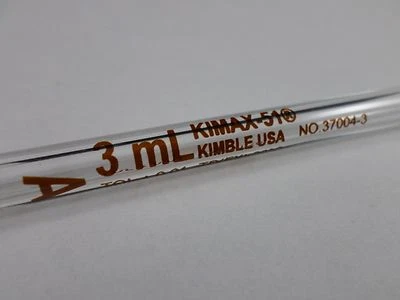 A
3 mL
KIMAX-51®
KIMBLE USA
NO.37004-3